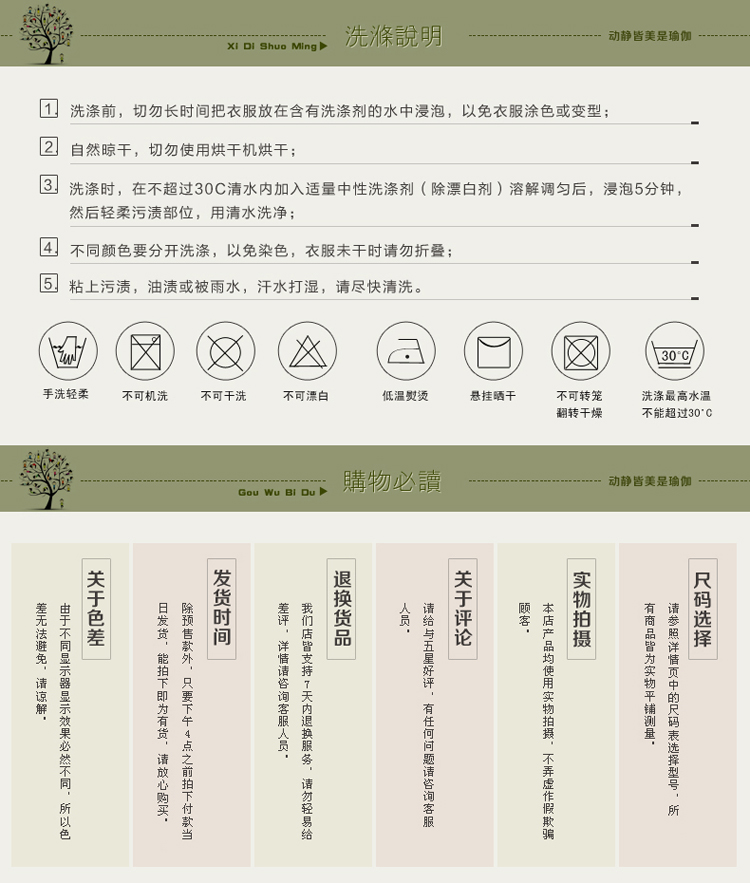 Xi Di Shuo Ming
洗滌說明
动静皆美是瑜伽
1. 洗涤前，切勿长时间把衣服放在含有洗涤剂的水中浸泡，以免衣服涂色或变型；
2. 自然晾干，切勿使用烘干机烘干；
3. 洗涤时，在不超过30C清水内加入适量中性洗涤剂（除漂白剂）溶解调匀后，浸泡5分钟，
然后轻柔污渍部位，用清水洗净；
4. 不同颜色要分开洗涤，以免染色，衣服未干时请勿折叠；
5. 粘上污渍，油渍或被雨水，汗水打湿，请尽快清洗。
30°C
手洗轻柔
不可机洗
不可干洗
不可漂白
低温熨烫
悬挂晒干
不可转笼
翻转干燥
洗涤最高水温
不能超过30°C
Gou Wu Bi Du
購物必讀
动静皆美是瑜伽
尺码选择
请参照详情页中的尺码表选择型号，所
有商品皆为实物平铺测量。
实物拍摄
本店产品均使用实物拍摄，不弄虚作假欺骗
顾客。
关于评论
请给与五星好评，有任何问题请咨询客服
人员。
退换货品
我们店皆支持7天内退换服务，请勿轻易给
差评，详情请咨询客服人员。
发货时间
除预售款外，只要下午4点之前拍下付款当
日发货，能拍下即为有货，请放心购买。
关于色差
由于不同显示器显示效果必然不同，所以色
差无法避免，请谅解。